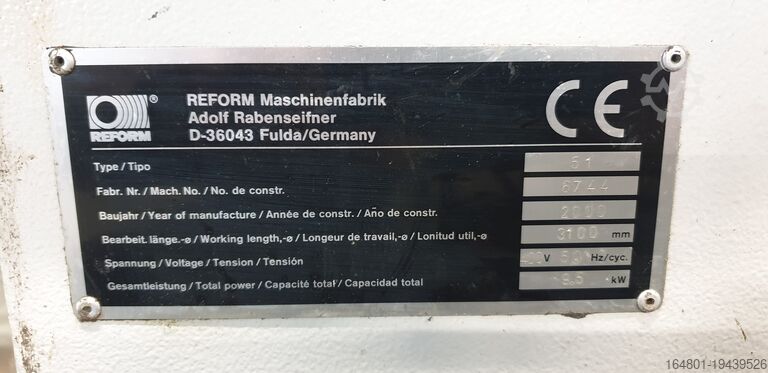 REFORM®
REFORM Maschinenfabrik
Adolf Rabenseifner
D-36043 Fulda/Germany
CE
Type/Tipo 51
Fabr. Nr./Mach. No./No. de constr. 6744
Baujahr/Year of manufacture/Année de constr./Año de constr. 2000
Bearbeit. länge.-ø/Working length,-ø/Longeur de travail,-ø/Lonitud util,-ø 3100 mm
Spannung/Voltage/Tension/Tensión V 50 Hz/cyc.
Gesamtleistung/Total power/Capacité total/Capacidad total kW
164801-19439526